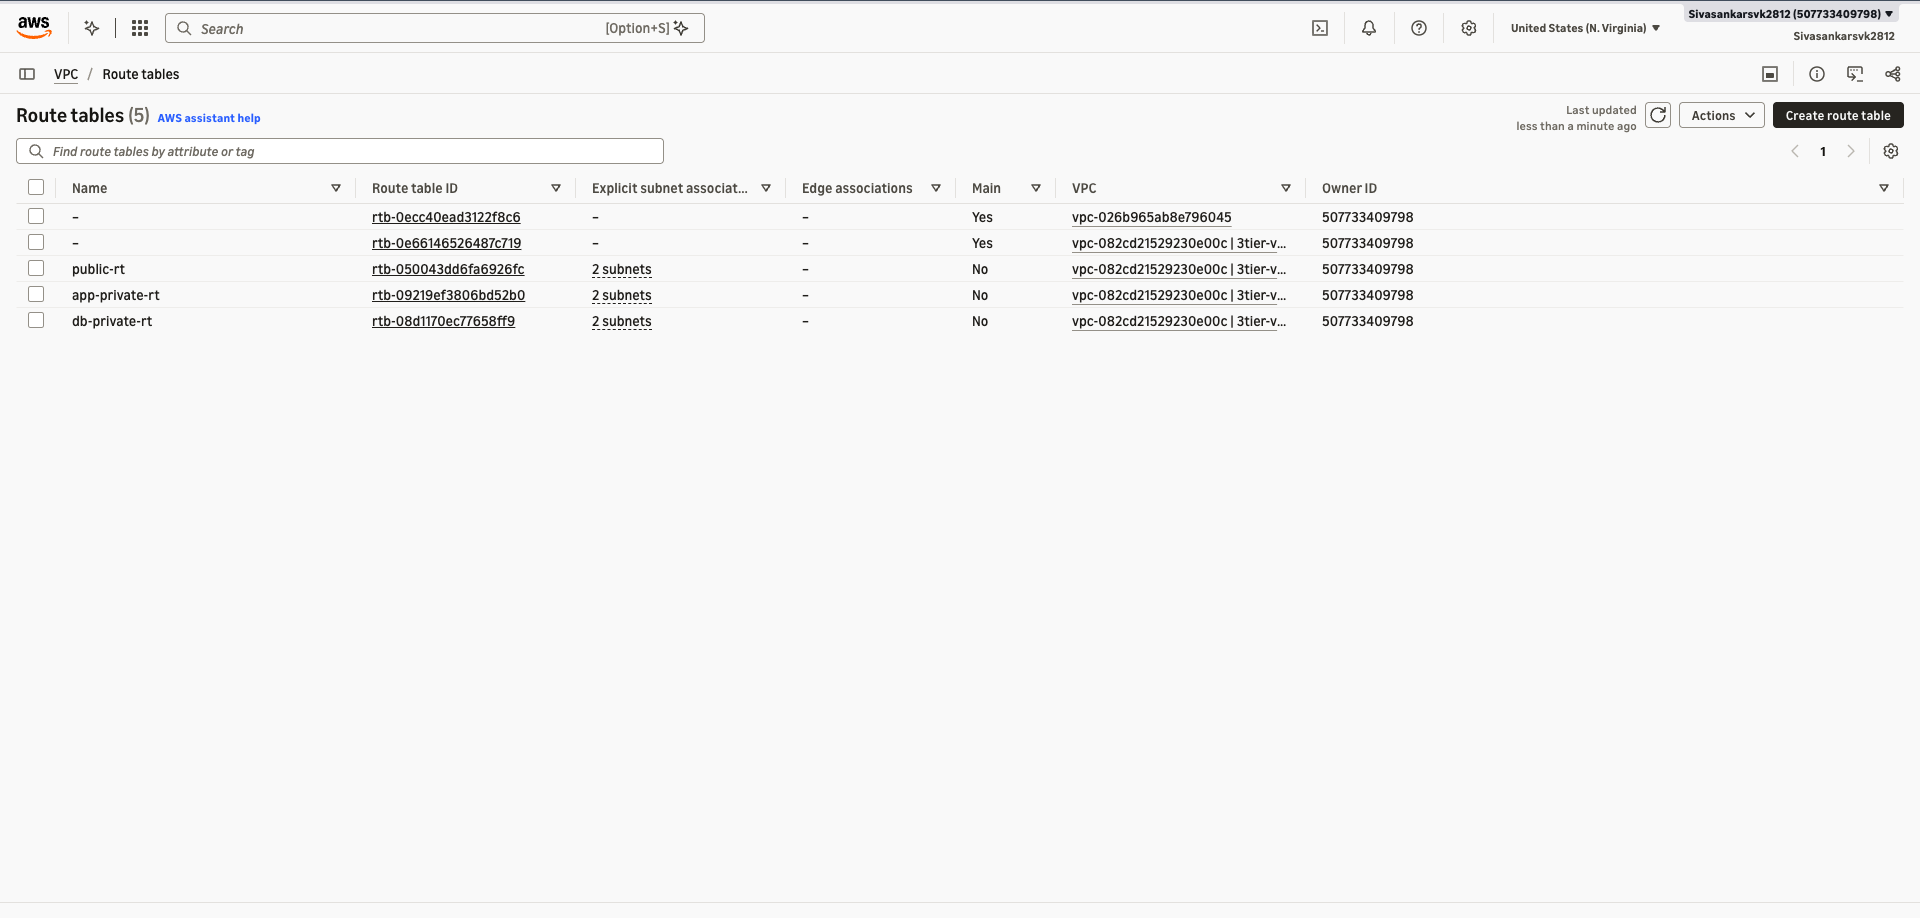 aws
Search [Option+S]
United States (N. Virginia)
Sivasankarsvk2812 (507733409798)
Sivasankarsvk2812
VPC / Route tables
Route tables (5) AWS assistant help
Last updated
less than a minute ago
Actions
Create route table
Find route tables by attribute or tag
1
Name Route table ID Explicit subnet associat... Edge associations Main VPC Owner ID
– rtb-0ecc40ead3122f8c6 – – Yes vpc-026b965ab8e796045 507733409798
– rtb-0e66146526487c719 – – Yes vpc-082cd21529230e00c | 3tier-v... 507733409798
public-rt rtb-050043dd6fa6926fc 2 subnets – No vpc-082cd21529230e00c | 3tier-v... 507733409798
app-private-rt rtb-09219ef3806bd52b0 2 subnets – No vpc-082cd21529230e00c | 3tier-v... 507733409798
db-private-rt rtb-08d1170ec77658ff9 2 subnets – No vpc-082cd21529230e00c | 3tier-v... 507733409798